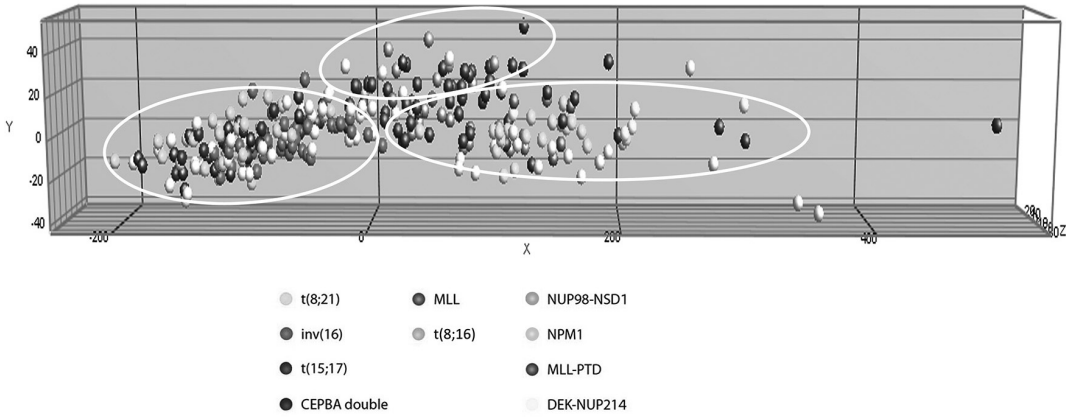 40
20
Y
0
-20
-40
-200
0
200
400
X
Z
t(8;21)
MLL
NUP98-NSD1
inv(16)
t(8;16)
NPM1
t(15;17)
MLL-PTD
CEPBA double
DEK-NUP214